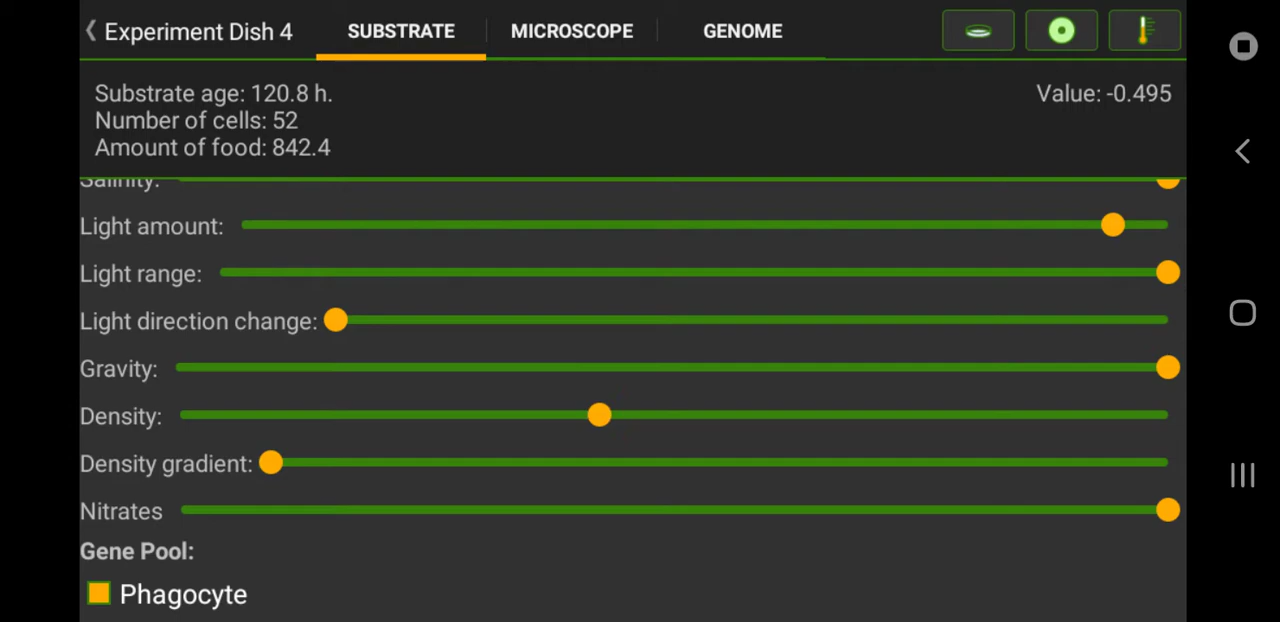 Experiment Dish 4
SUBSTRATE
MICROSCOPE
GENOME
Substrate age: 120.8 h.
Value: -0.495
Number of cells: 52
Amount of food: 842.4
Salinity:
Light amount:
Light range:
Light direction change:
Gravity:
Density:
Density gradient:
Nitrates
Gene Pool:
Phagocyte